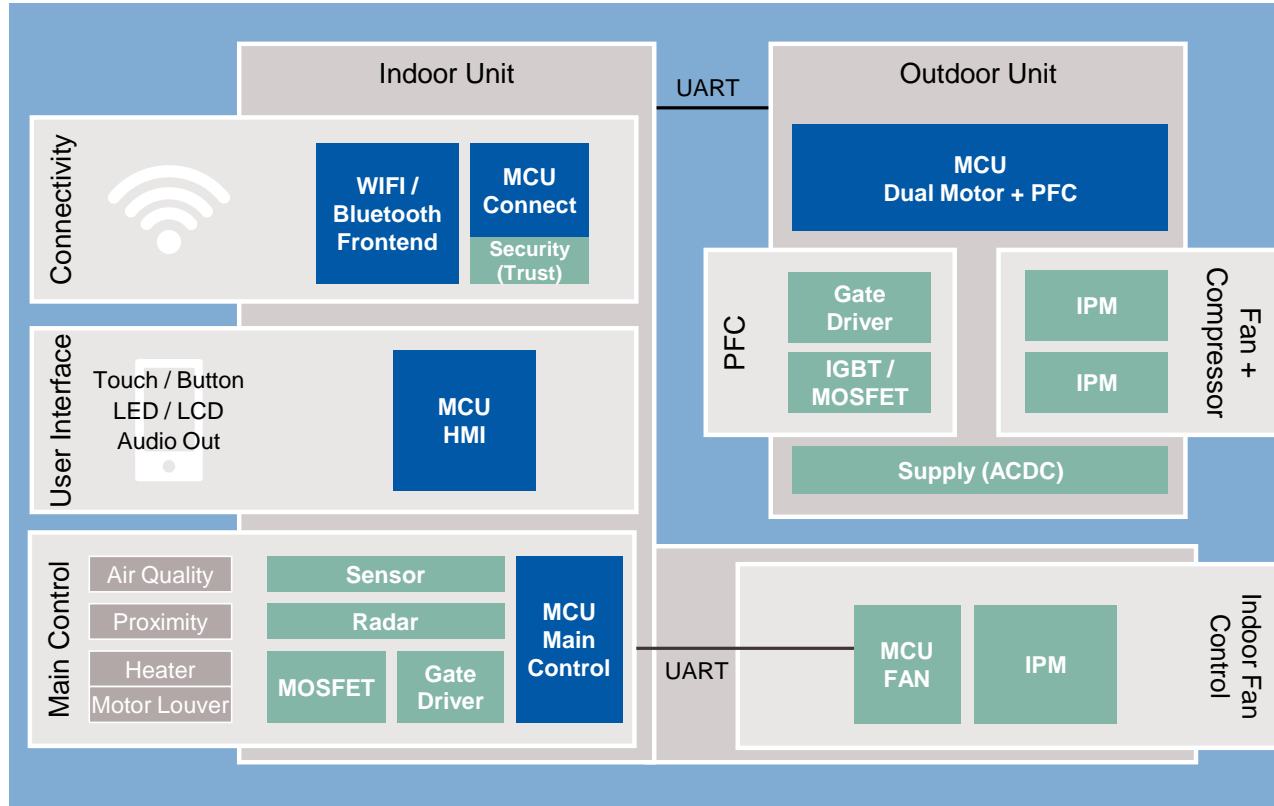 Indoor Unit
UART
Outdoor Unit
Connectivity
WIFI /
Bluetooth
Frontend
MCU
Connect
Security
(Trust)
MCU
Dual Motor + PFC
User Interface
Touch / Button
LED / LCD
Audio Out
MCU
HMI
PFC
Gate
Driver
IGBT /
MOSFET
IPM
IPM
Fan +
Compressor
Supply (ACDC)
Main Control
Air Quality
Proximity
Heater
Motor Louver
Sensor
Radar
MOSFET
Gate
Driver
MCU
Main
Control
UART
MCU
FAN
IPM
Indoor Fan
Control